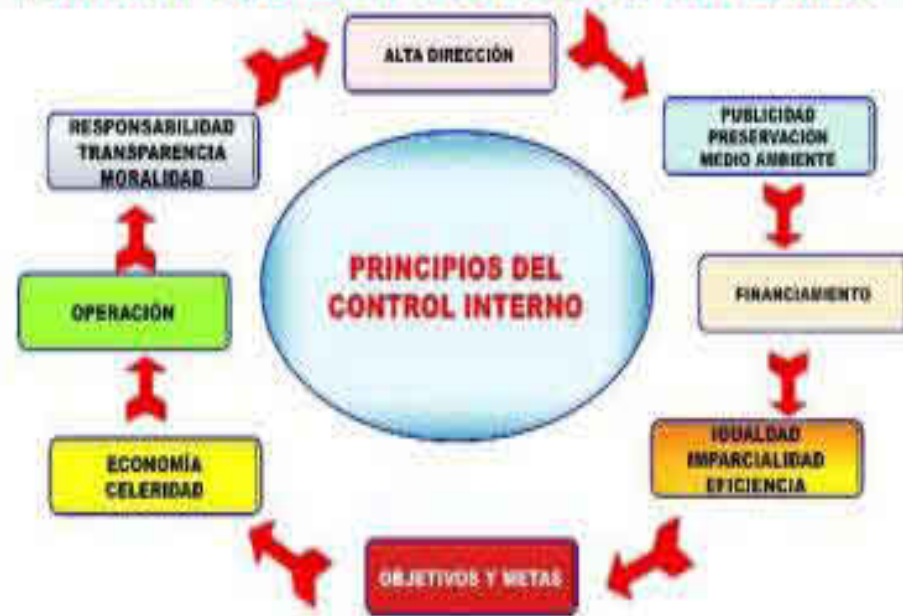 ALTA DIRECCIÓN
PUBLICIDAD
PRESERVACIÓN
MEDIO AMBIENTE
FINANCIAMIENTO
IGUALDAD
IMPARCIALIDAD
EFICIENCIA
OBJETIVOS Y METAS
ECONOMÍA
CELERIDAD
OPERACIÓN
RESPONSABILIDAD
TRANSPARENCIA
MORALIDAD
PRINCIPIOS DEL
CONTROL INTERNO